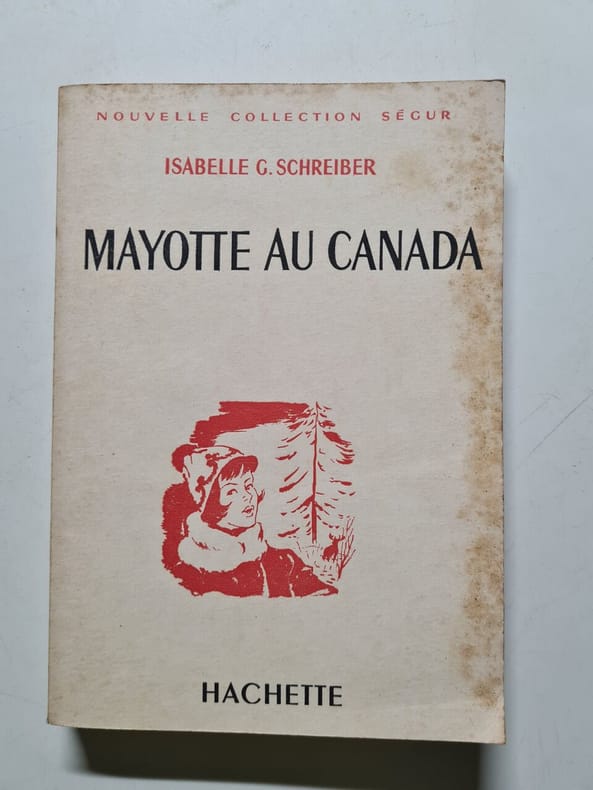 NOUVELLE COLLECTION SÉGUR
ISABELLE G. SCHREIBER
MAYOTTE AU CANADA
HACHETTE